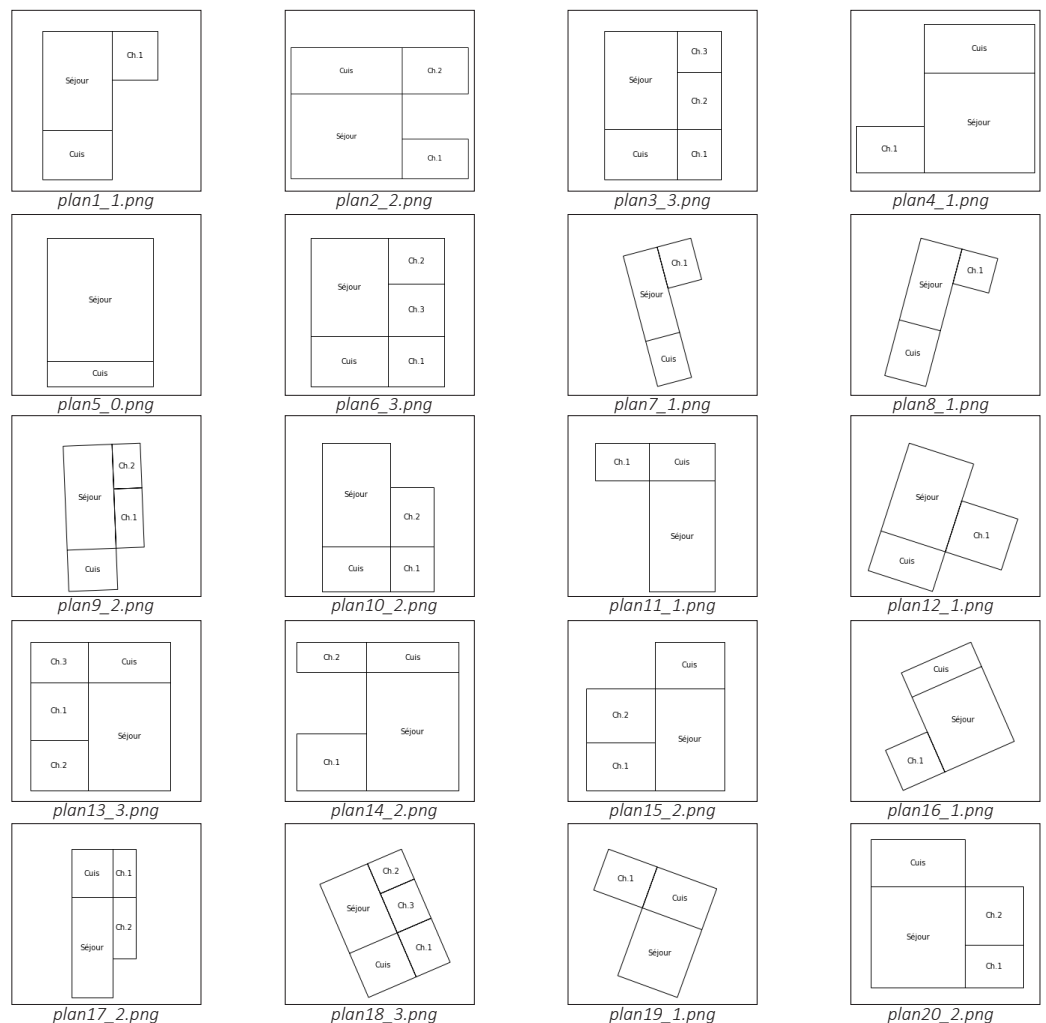 Ch.1
Séjour
Cuis
plan1_1.png
Cuis
Ch.2
Séjour
Ch.1
plan2_2.png
Ch.3
Séjour
Ch.2
Cuis
Ch.1
plan3_3.png
Cuis
Séjour
Ch.1
plan4_1.png
Séjour
Cuis
plan5_0.png
Ch.2
Séjour
Ch.3
Cuis
Ch.1
plan6_3.png
Ch.1
Séjour
Cuis
plan7_1.png
Ch.1
Séjour
Cuis
plan8_1.png
Ch.2
Séjour
Ch.1
Cuis
plan9_2.png
Séjour
Ch.2
Cuis
Ch.1
plan10_2.png
Ch.1
Cuis
Séjour
plan11_1.png
Séjour
Ch.1
Cuis
plan12_1.png
Ch.3
Cuis
Ch.1
Séjour
Ch.2
plan13_3.png
Ch.2
Cuis
Séjour
Ch.1
plan14_2.png
Cuis
Ch.2
Séjour
Ch.1
plan15_2.png
Cuis
Séjour
Ch.1
plan16_1.png
Cuis
Ch.1
Ch.2
Séjour
plan17_2.png
Ch.2
Séjour
Ch.3
Ch.1
Cuis
plan18_3.png
Ch.1
Cuis
Séjour
plan19_1.png
Cuis
Ch.2
Séjour
Ch.1
plan20_2.png